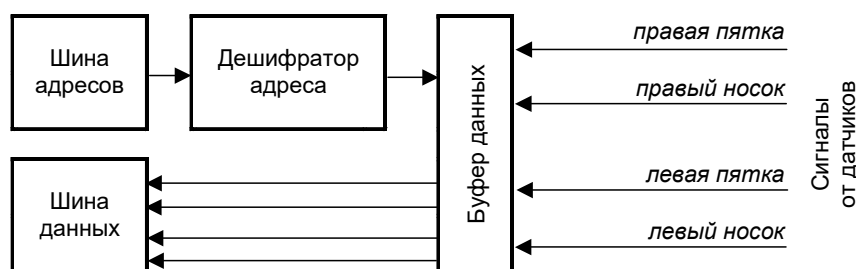 Шина
адресов
Дешифратор
адреса
Буфер данных
правая пятка
правый носок
левая пятка
левый носок
Сигналы
от датчиков
Шина
данных